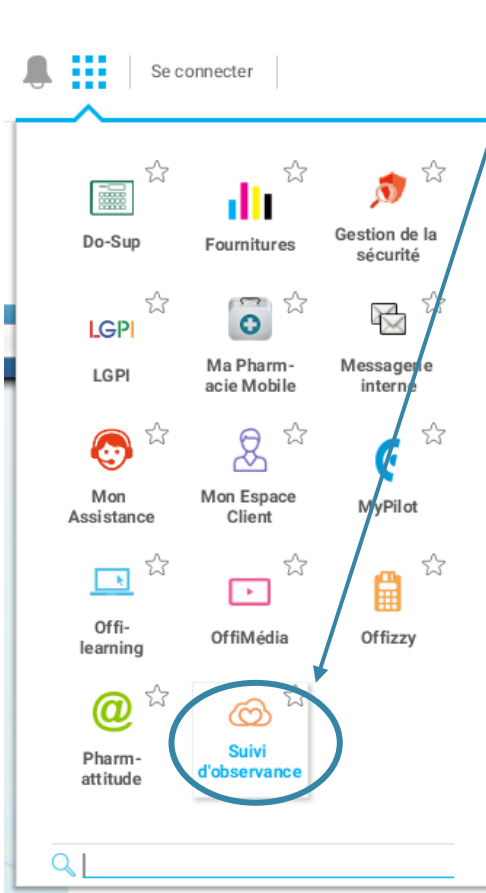 Se connecter
Do-Sup
Fournitures
Gestion de la
sécurité
LGPI
LGPI
Ma Pharm-
acie Mobile
Messagerie
interne
Mon
Assistance
Mon Espace
Client
MyPilot
Offi-
learning
OffiMédia
Offizzy
@
Pharm-
attitude
Suivi
d'observance